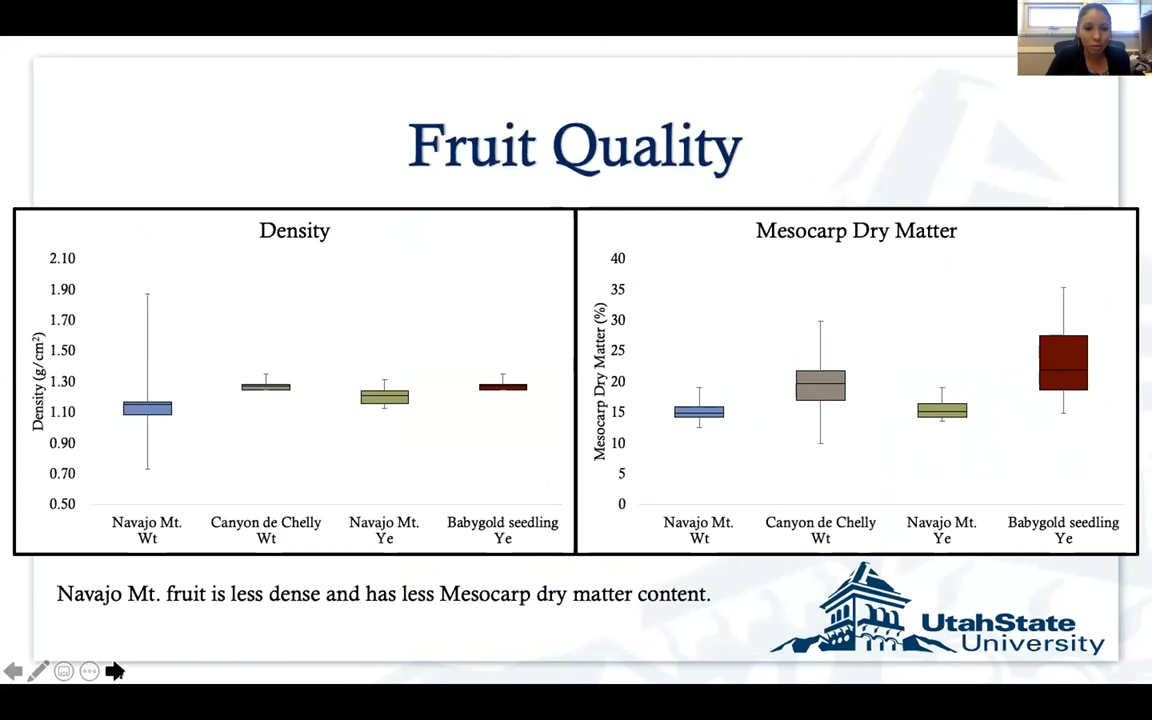 Fruit Quality
Density
2.10
1.90
1.70
1.50
1.30
1.10
0.90
0.70
0.50
Density (g/cm²)
Navajo Mt.
Wt
Canyon de Chelly
Wt
Navajo Mt.
Ye
Babygold seedling
Ye
Mesocarp Dry Matter
40
35
30
25
20
15
10
5
0
Mesocarp Dry Matter (%)
Navajo Mt.
Wt
Canyon de Chelly
Wt
Navajo Mt.
Ye
Babygold seedling
Ye
Navajo Mt. fruit is less dense and has less Mesocarp dry matter content.
UtahState
University